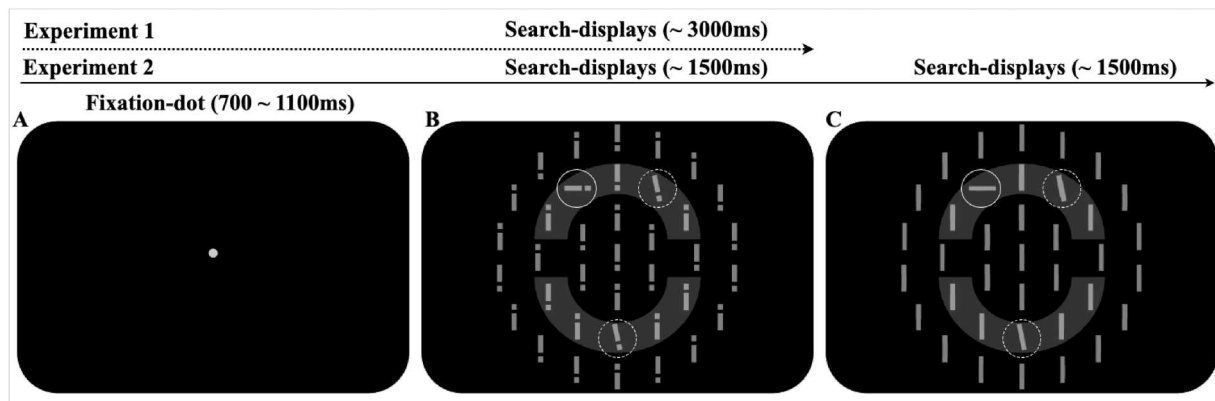 Experiment 1 Search-displays (~ 3000ms)
Experiment 2 Search-displays (~ 1500ms) Search-displays (~ 1500ms)
Fixation-dot (700 ~ 1100ms)
A B C